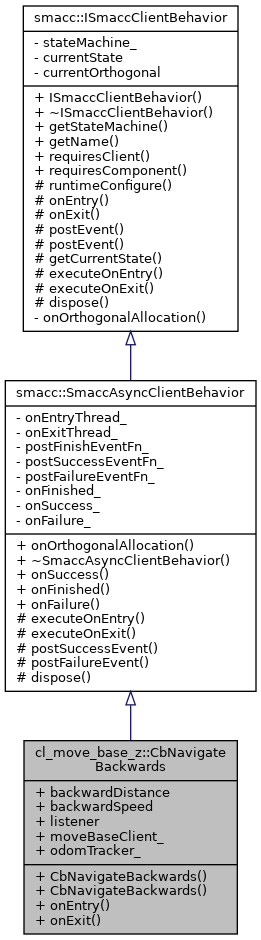 smacc::ISmaccClientBehavior
- stateMachine_
- currentState
- currentOrthogonal
+ ISmaccClientBehavior()
+ ~ISmaccClientBehavior()
+ getStateMachine()
+ getName()
+ requiresClient()
+ requiresComponent()
# runtimeConfigure()
# onEntry()
# onExit()
# postEvent()
# postEvent()
# getCurrentState()
# executeOnEntry()
# executeOnExit()
# dispose()
- onOrthogonalAllocation()
smacc::SmaccAsyncClientBehavior
- onEntryThread_
- onExitThread_
- postFinishEventFn_
- postSuccessEventFn_
- postFailureEventFn_
- onFinished_
- onSuccess_
- onFailure_
+ onOrthogonalAllocation()
+ ~SmaccAsyncClientBehavior()
+ onSuccess()
+ onFinished()
+ onFailure()
# executeOnEntry()
# executeOnExit()
# postSuccessEvent()
# postFailureEvent()
# dispose()
cl_move_base_z::CbNavigate
Backwards
+ backwardDistance
+ backwardSpeed
+ listener
+ moveBaseClient_
+ odomTracker_
+ CbNavigateBackwards()
+ CbNavigateBackwards()
+ onEntry()
+ onExit()